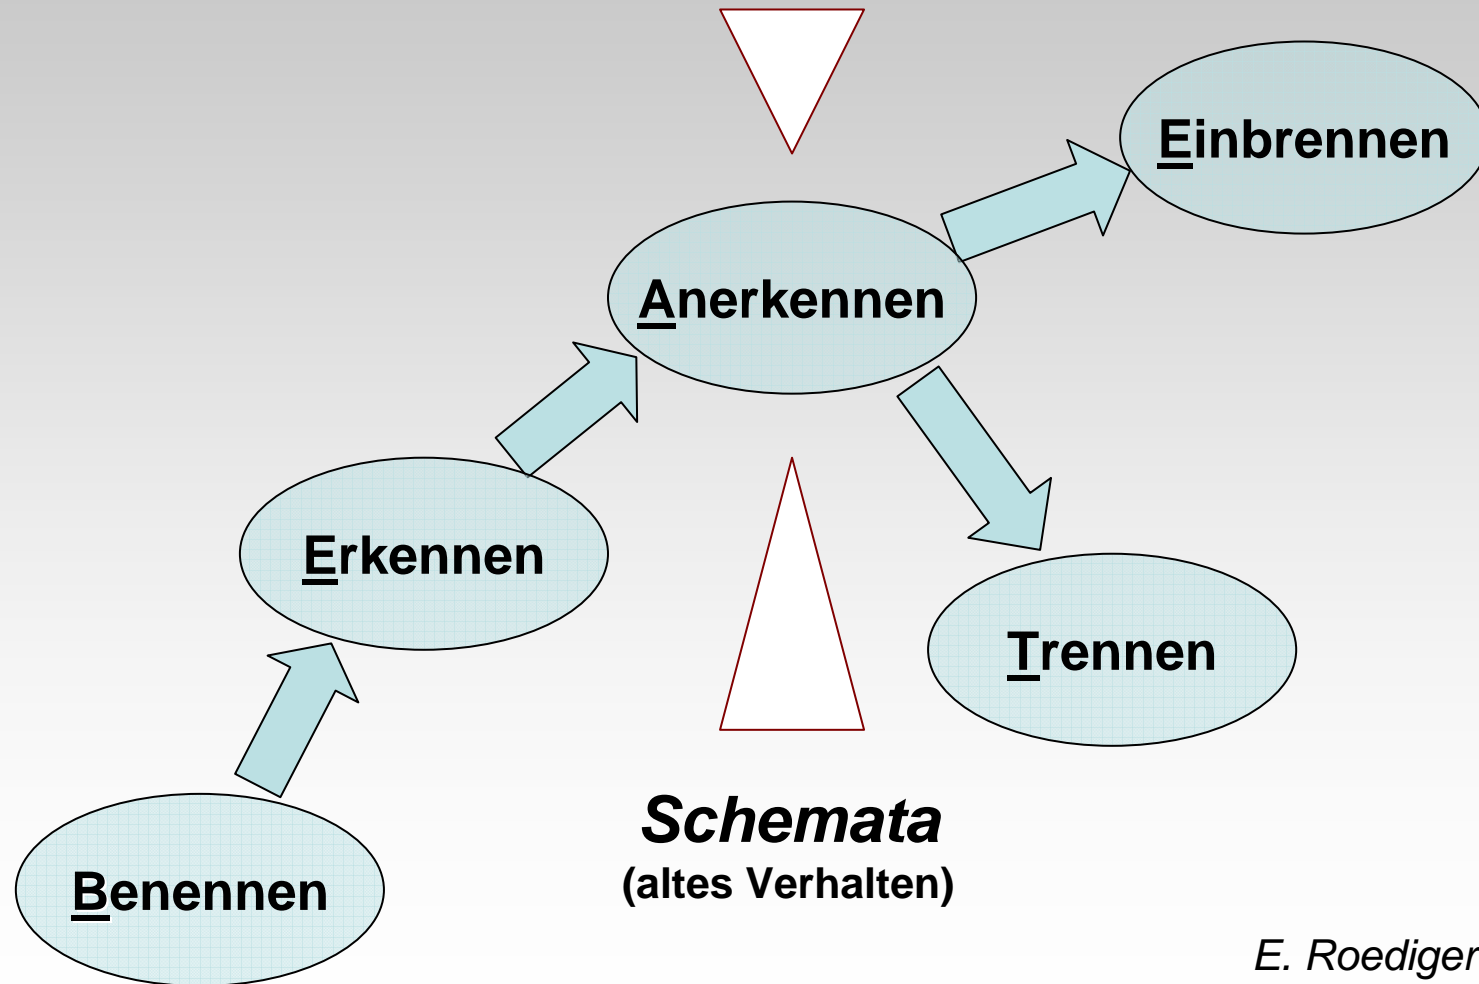 Einbrennen
Anerkennen
Erkennen
Trennen
Schemata
(altes Verhalten)
Benennen
E. Roediger